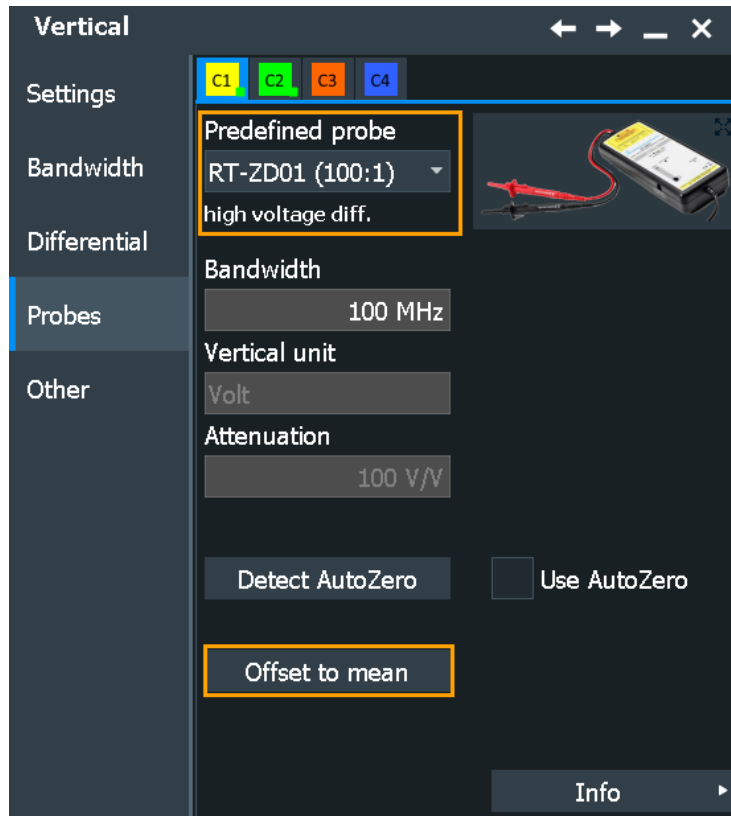 Vertical
Settings
Bandwidth
Differential
Probes
Other
C1 C2 C3 C4
Predefined probe
RT-ZD01 (100:1)
high voltage diff.
Bandwidth
100 MHz
Vertical unit
Volt
Attenuation
100 V/V
Detect AutoZero
Use AutoZero
Offset to mean
Info